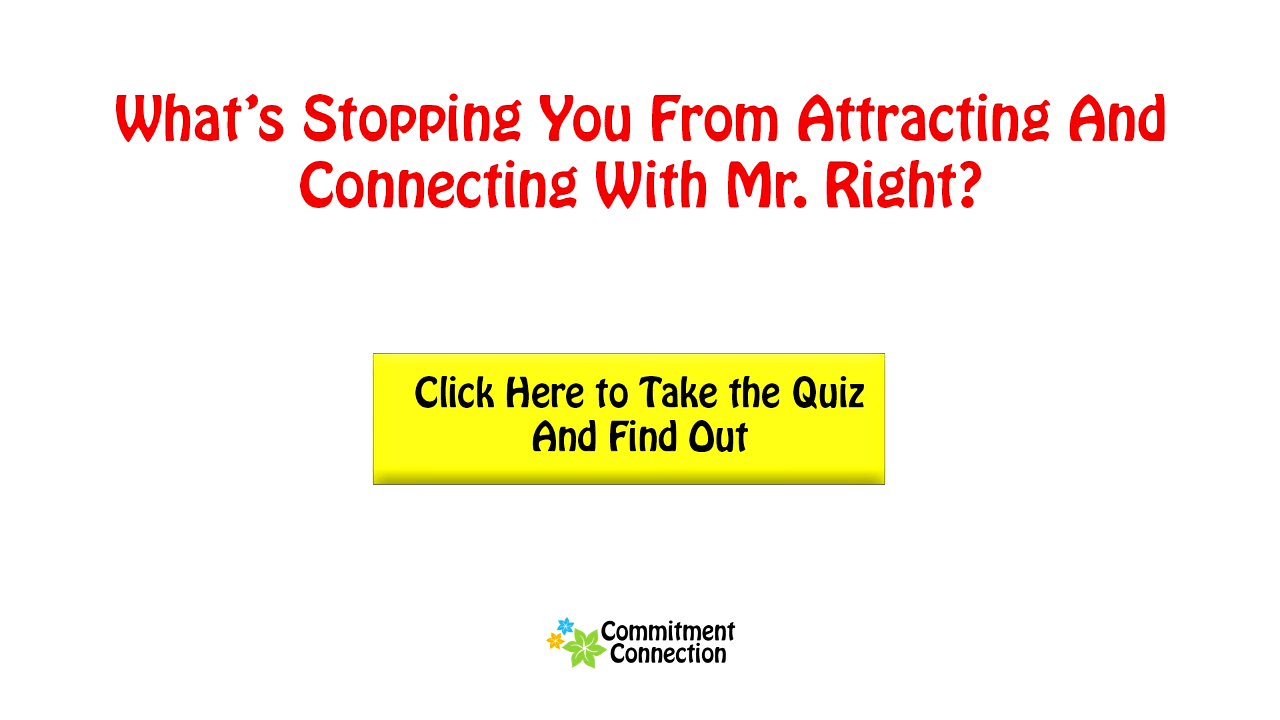 What's Stopping You From Attracting And
Connecting With Mr. Right?
Click Here to Take the Quiz
And Find Out
Commitment
Connection